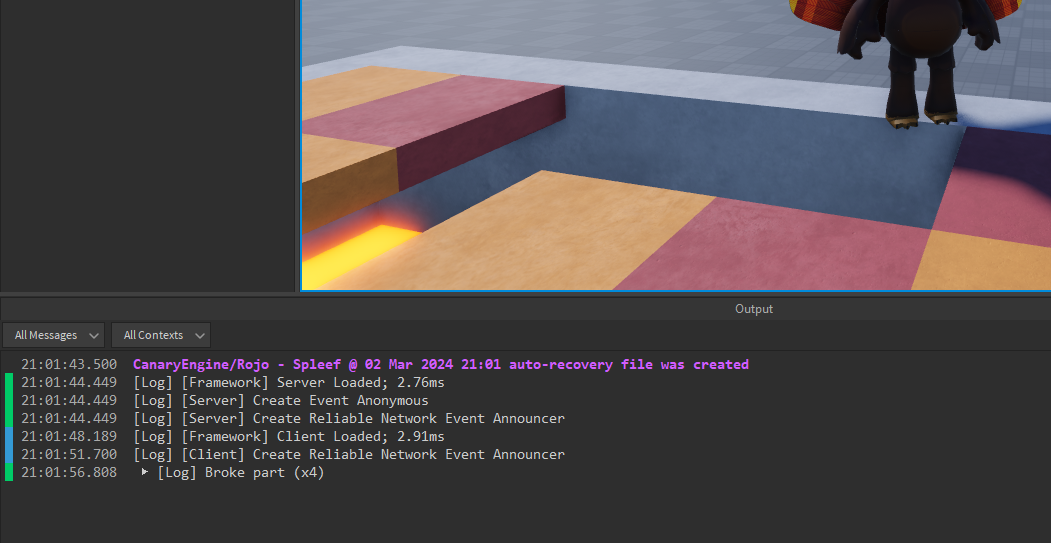 Output
All Messages
All Contexts
21:01:43.500 CanaryEngine/Rojo - Spleef @ 02 Mar 2024 21:01 auto-recovery file was created
21:01:44.449 [Log] [Framework] Server Loaded; 2.76ms
21:01:44.449 [Log] [Server] Create Event Anonymous
21:01:44.449 [Log] [Server] Create Reliable Network Event Announcer
21:01:48.189 [Log] [Framework] Client Loaded; 2.91ms
21:01:51.700 [Log] [Client] Create Reliable Network Event Announcer
21:01:56.808 [Log] Broke part (x4)